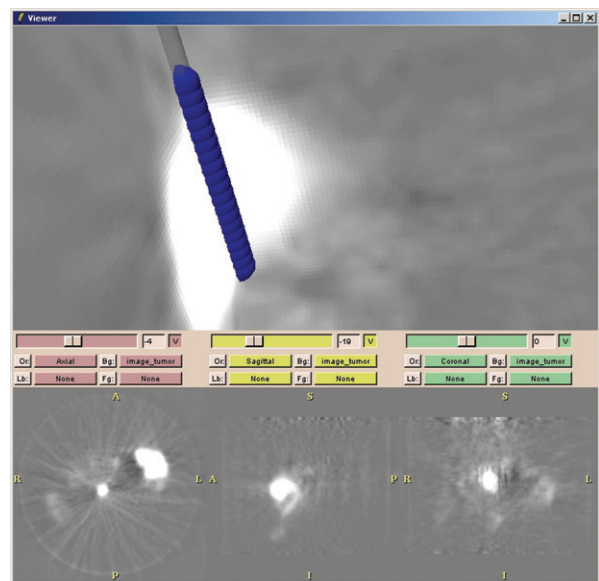 Viewer
-4 V -19 V 0 V
Or: Axial Bg: image_tumor Or: Sagittal Bg: image_tumor Or: Coronal Bg: image_tumor
Lb: None Fg: None Lb: None Fg: None Lb: None Fg: None
A S S
R L A P R L
P I I